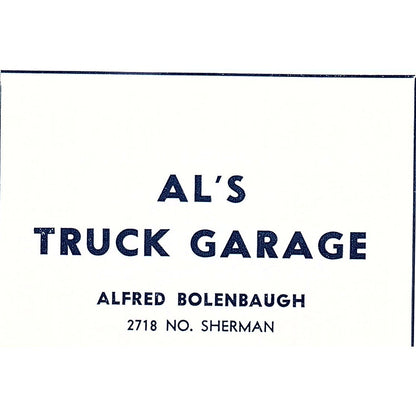 AL'S
TRUCK GARAGE
ALFRED BOLENBAUGH
2718 NO. SHERMAN